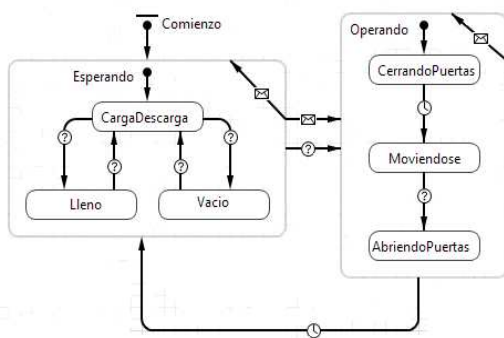 Comienzo
Esperando
CargaDescarga
Lleno
Vacio
Operando
CerrandoPuertas
Moviendose
AbriendoPuertas